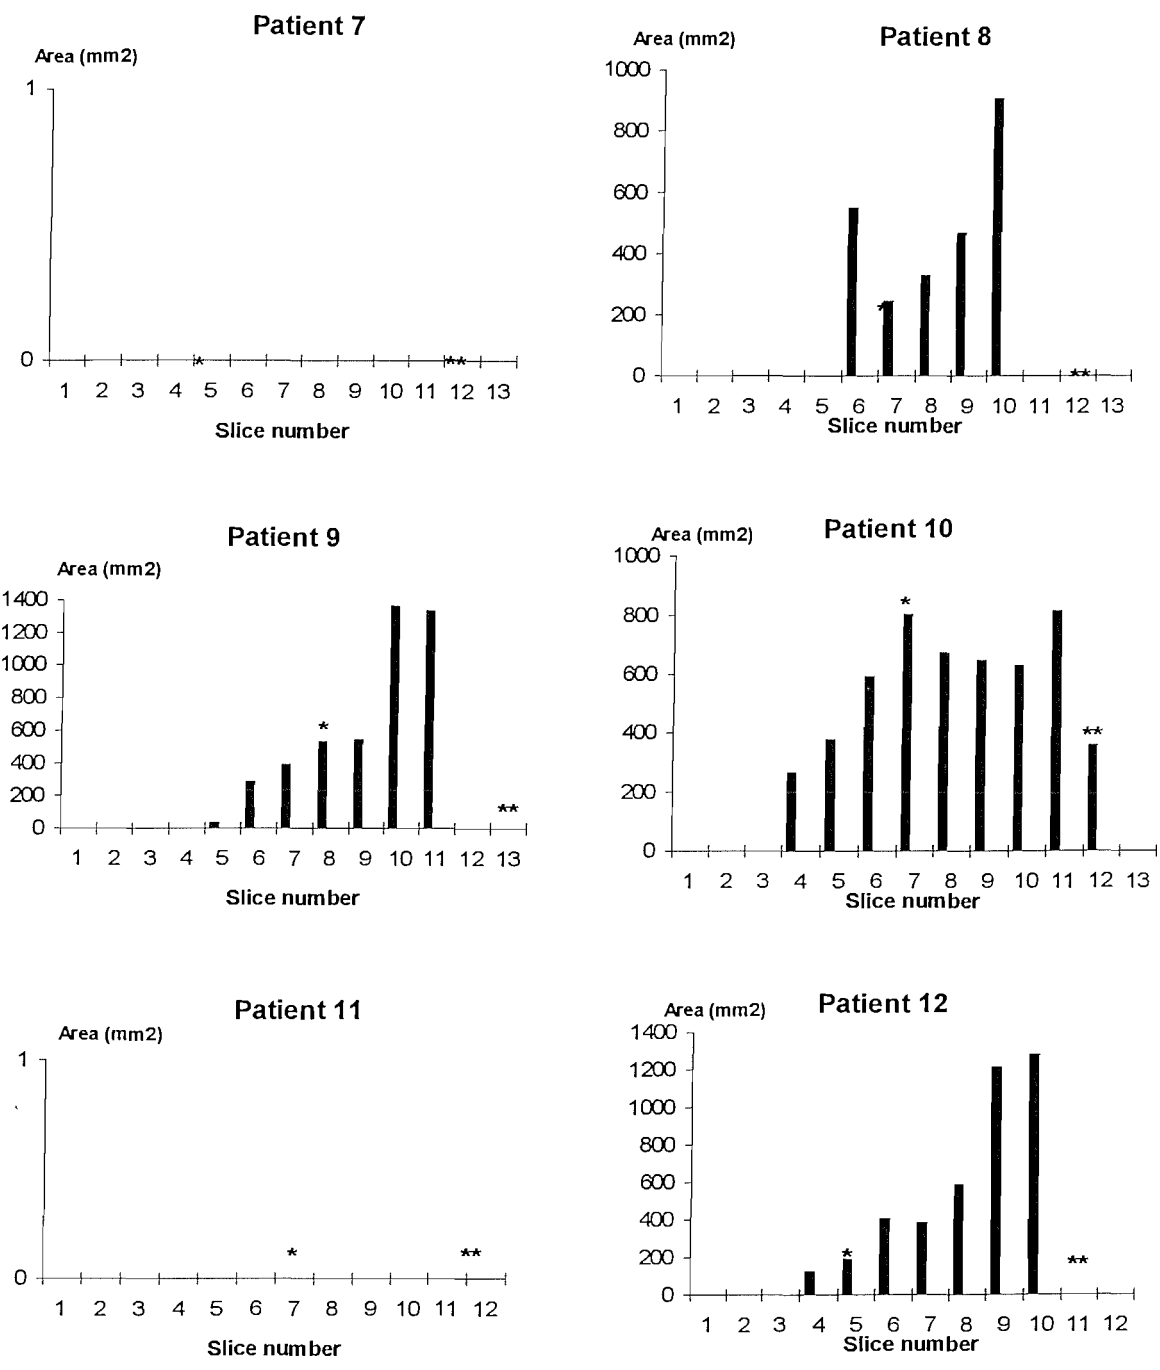 Patient 7
Area (mm2)
1
0
* **
1 2 3 4 5 6 7 8 9 10 11 12 13
Slice number
Patient 8
Area (mm2)
1000
800
600
400
200
0
*
**
1 2 3 4 5 6 7 8 9 10 11 12 13
Slice number
Patient 9
Area (mm2)
1400
1200
1000
800
600
400
200
0
*
**
1 2 3 4 5 6 7 8 9 10 11 13
Slice number
Patient 10
Area (mm2)
1000
800
600
400
200
0
*
**
1 2 3 4 5 6 7 8 9 10 11 12 13
Slice number
Patient 11
Area (mm2)
1
0
* **
1 2 3 4 5 6 7 8 9 10 11 12
Slice number
Patient 12
Area (mm2)
1400
1200
1000
800
600
400
200
0
*
**
1 2 3 4 5 6 7 8 9 10 11 12
Slice number